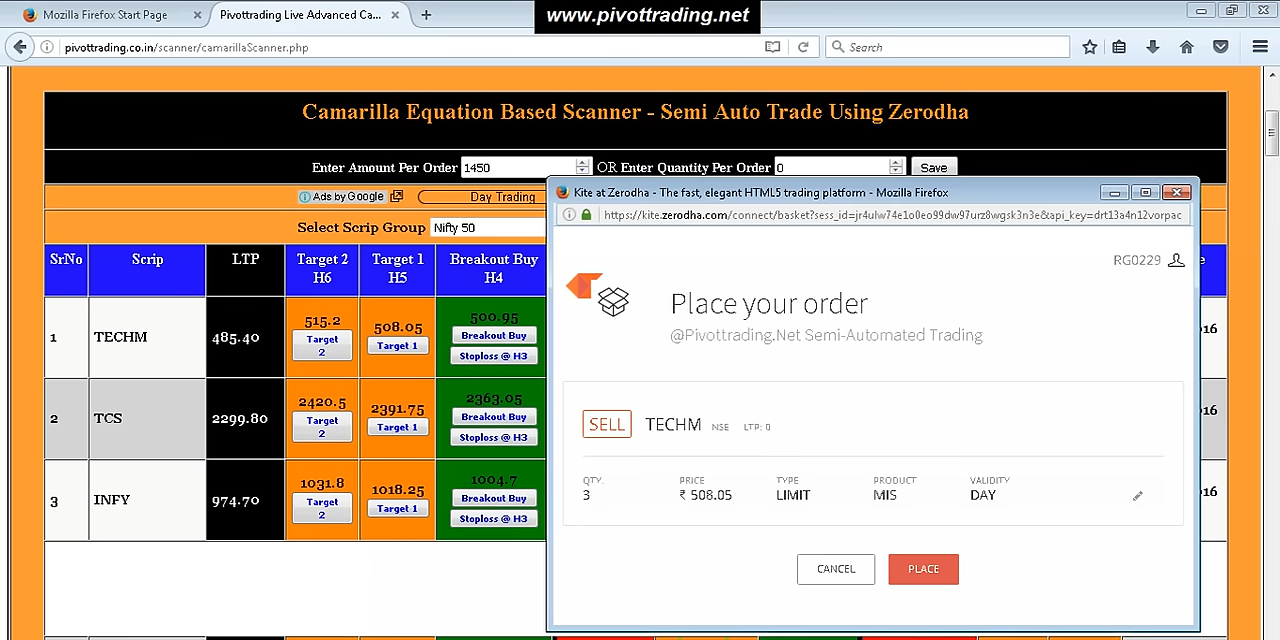 Mozilla Firefox Start Page
Pivottrading Live Advanced Ca...
www.pivottrading.net
pivottrading.co.in/scanner/camarillaScanner.php
Search
Camarilla Equation Based Scanner - Semi Auto Trade Using Zerodha
Enter Amount Per Order 1450 OR Enter Quantity Per Order 0 Save
Ads by Google Day Trading
Select Scrip Group Nifty 50
SrNo Scrip LTP Target 2 H6 Target 1 H5 Breakout Buy H4
1 TECHM 485.40 515.2 Target 2 508.05 Target 1 500.95 Breakout Buy Stoploss @ H3 16
2 TCS 2299.80 2420.5 Target 2 2391.75 Target 1 2363.05 Breakout Buy Stoploss @ H3 16
3 INFY 974.70 1031.8 Target 2 1018.25 Target 1 1004.7 Breakout Buy Stoploss @ H3 16
Kite at Zerodha - The fast, elegant HTML5 trading platform - Mozilla Firefox
https://kite.zerodha.com/connect/basket?sess_id=jr4ulw74e1o0eo99dw97urz8wgsk3n3e&api_key=drt13a4n12vorpac
RG0229
Place your order
@Pivottrading.Net Semi-Automated Trading
SELL TECHM NSE LTP: 0
QTY. PRICE TYPE PRODUCT VALIDITY
3 ₹ 508.05 LIMIT MIS DAY
CANCEL PLACE